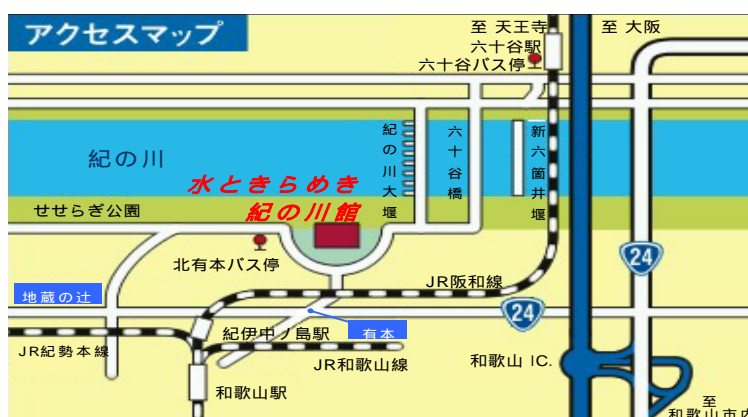 アクセスマップ
至 天王寺
六十谷駅
六十谷バス停
至 大阪
紀の川
紀の川大堰
六十谷橋
新六箇井堰
水ときらめき
紀の川館
せせらぎ公園
北有本バス停
24
JR阪和線
地蔵の辻
24
紀伊中ノ島駅
有本
JR紀勢本線
JR和歌山線
和歌山 IC.
和歌山駅
至
和歌山市内